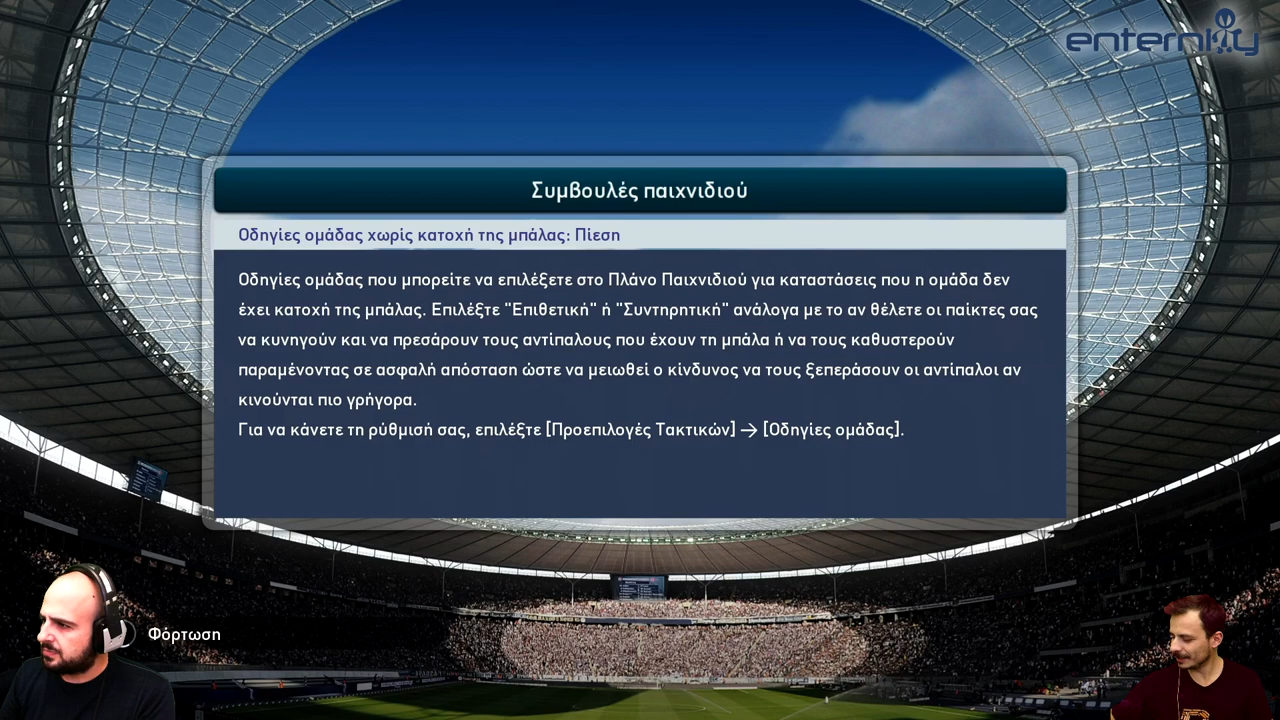 enternity
Συμβουλές παιχνιδιού
Οδηγίες ομάδας χωρίς κατοχή της μπάλας: Πίεση
Οδηγίες ομάδας που μπορείτε να επιλέξετε στο Πλάνο Παιχνιδιού για καταστάσεις που η ομάδα δεν
έχει κατοχή της μπάλας. Επιλέξτε "Επιθετική" ή "Συντηρητική" ανάλογα με το αν θέλετε οι παίκτες σας
να κυνηγούν και να πρεσάρουν τους αντίπαλους που έχουν τη μπάλα ή να τους καθυστερούν
παραμένοντας σε ασφαλή απόσταση ώστε να μειωθεί ο κίνδυνος να τους ξεπεράσουν οι αντίπαλοι αν
κινούνται πιο γρήγορα.
Για να κάνετε τη ρύθμισή σας, επιλέξτε [Προεπιλογές Τακτικών] → [Οδηγίες ομάδας].
Φόρτωση